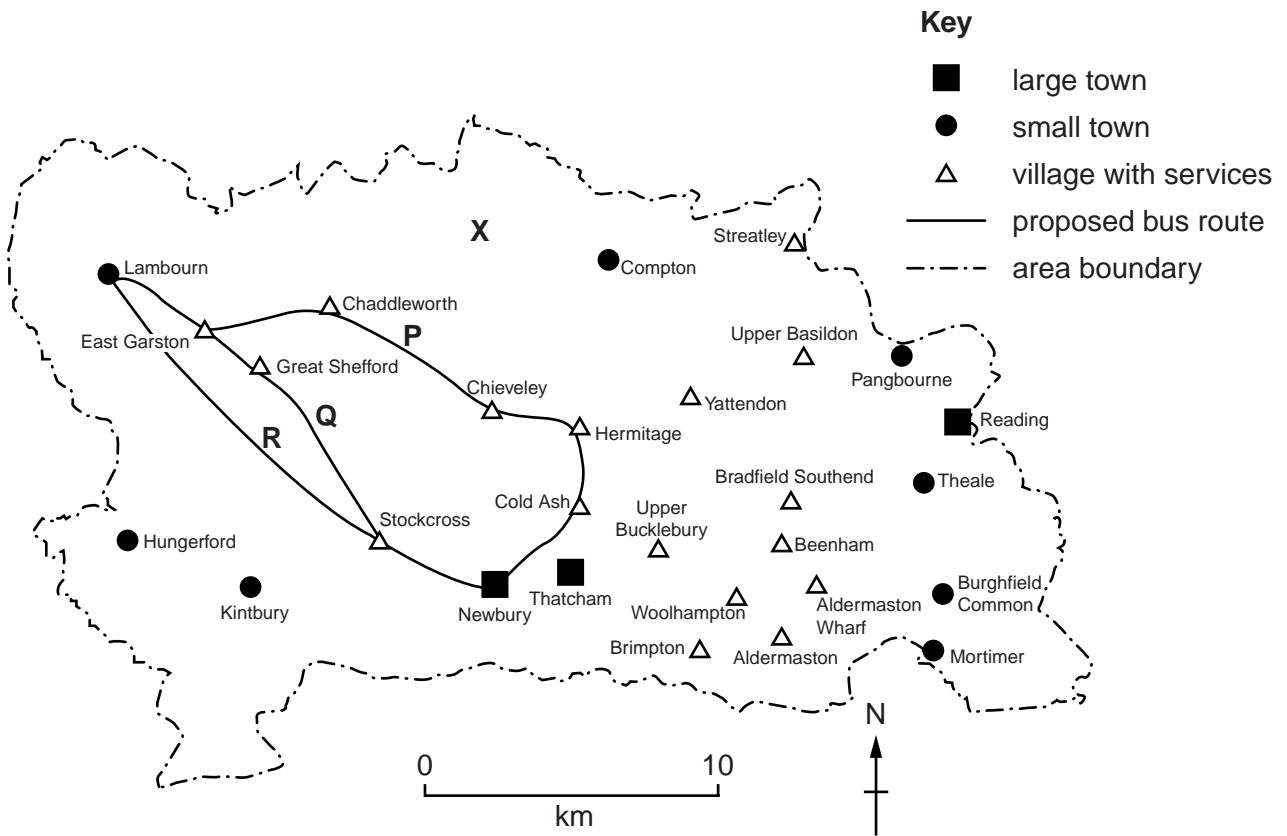 Key
large town
small town
village with services
proposed bus route
area boundary
X
Streatley
Compton
Lambourn
Chaddleworth
P
East Garston
Upper Basildon
Great Shefford
Pangbourne
Chieveley
Yattendon
Q
Reading
R
Hermitage
Bradfield Southend
Theale
Cold Ash
Upper
Bucklebury
Stockcross
Hungerford
Beenham
Kintbury
Newbury
Thatcham
Woolhampton
Aldermaston
Wharf
Burghfield
Common
Brimpton
Aldermaston
Mortimer
N
0 10
km